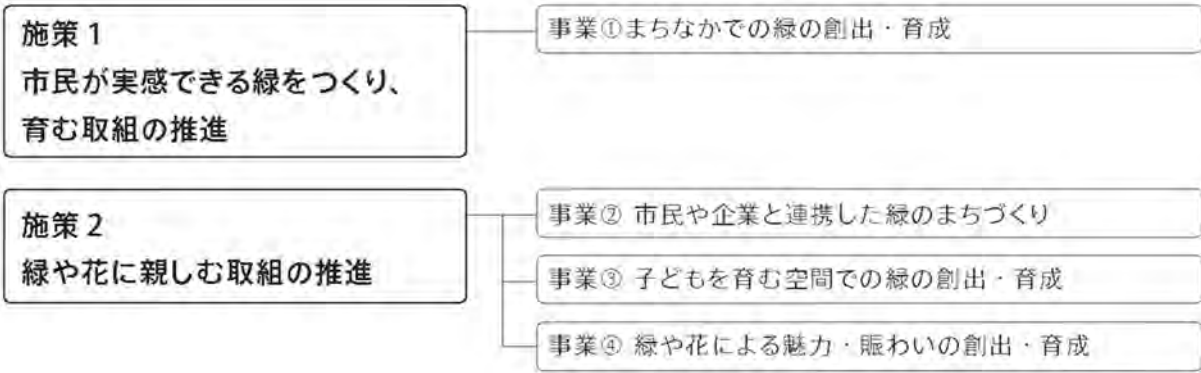 施策 1
市民が実感できる緑をつくり、
育む取組の推進
事業①まちなかでの緑の創出・育成
施策 2
緑や花に親しむ取組の推進
事業② 市民や企業と連携した緑のまちづくり
事業③ 子どもを育む空間での緑の創出・育成
事業④ 緑や花による魅力・賑わいの創出・育成